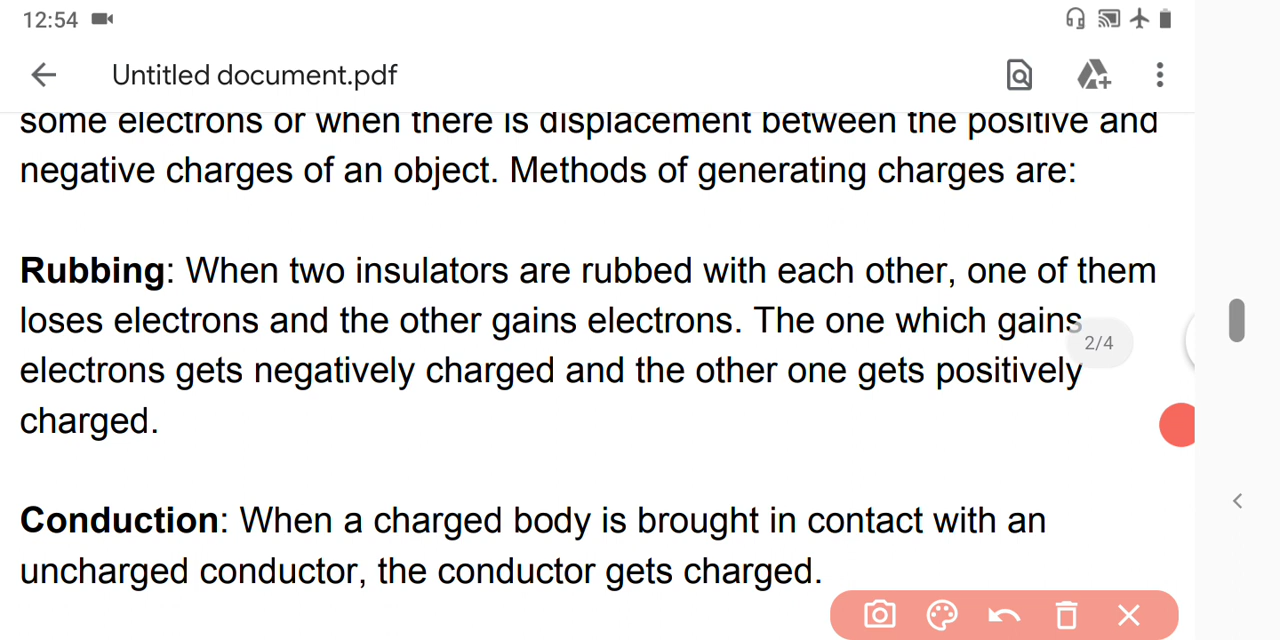 12:54
Untitled document.pdf
some electrons or when there is displacement between the positive and
negative charges of an object. Methods of generating charges are:
Rubbing: When two insulators are rubbed with each other, one of them
loses electrons and the other gains electrons. The one which gains
2/4
electrons gets negatively charged and the other one gets positively
charged.
Conduction: When a charged body is brought in contact with an
uncharged conductor, the conductor gets charged.